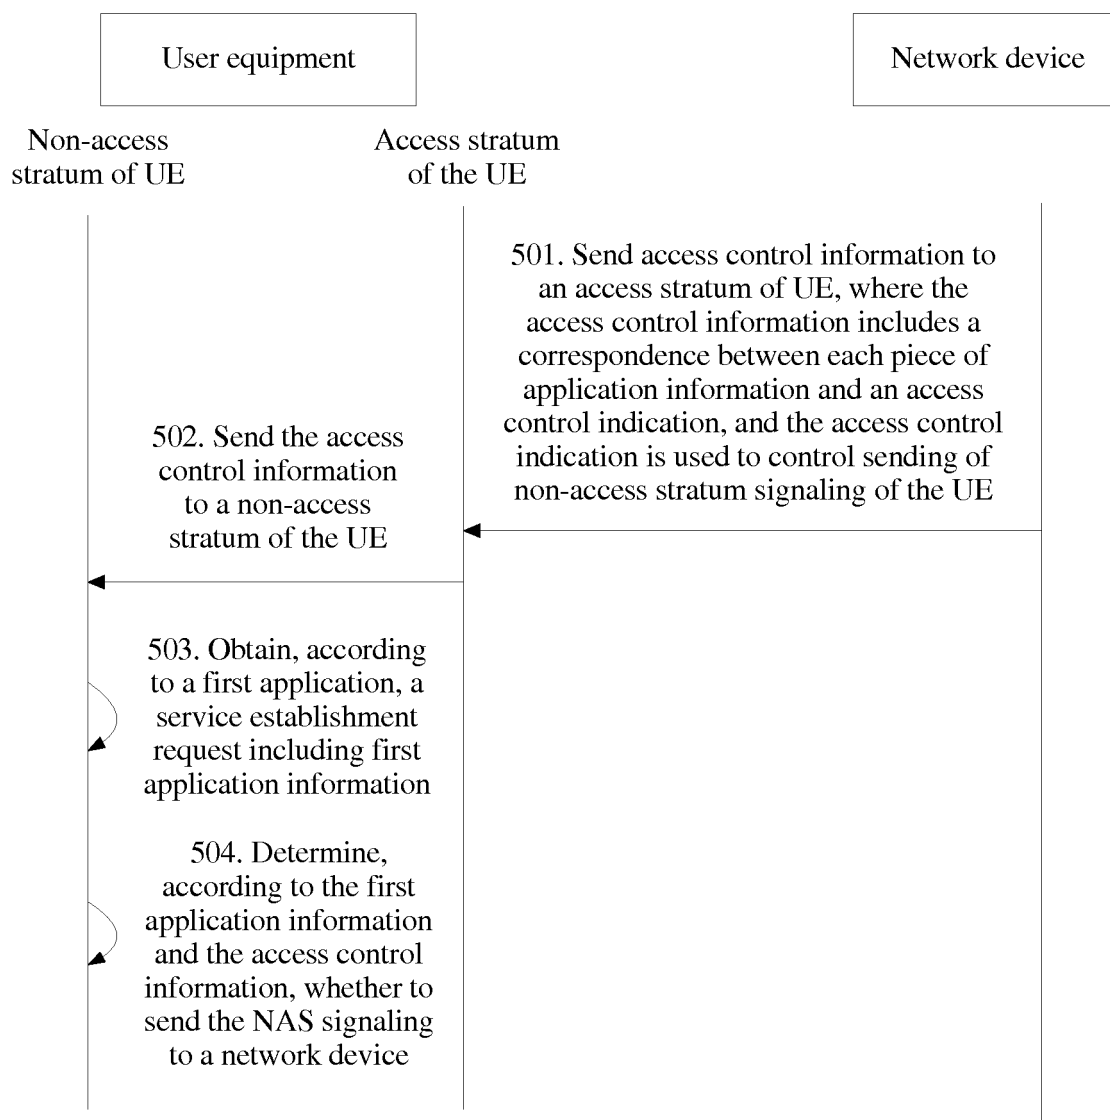 User equipment
Network device
Non-access
stratum of UE
Access stratum
of the UE
501. Send access control information to
an access stratum of UE, where the
access control information includes a
correspondence between each piece of
application information and an access
control indication, and the access control
indication is used to control sending of
non-access stratum signaling of the UE
502. Send the access
control information
to a non-access
stratum of the UE
503. Obtain, according
to a first application, a
service establishment
request including first
application information
504. Determine,
according to the first
application information
and the access control
information, whether to
send the NAS signaling
to a network device